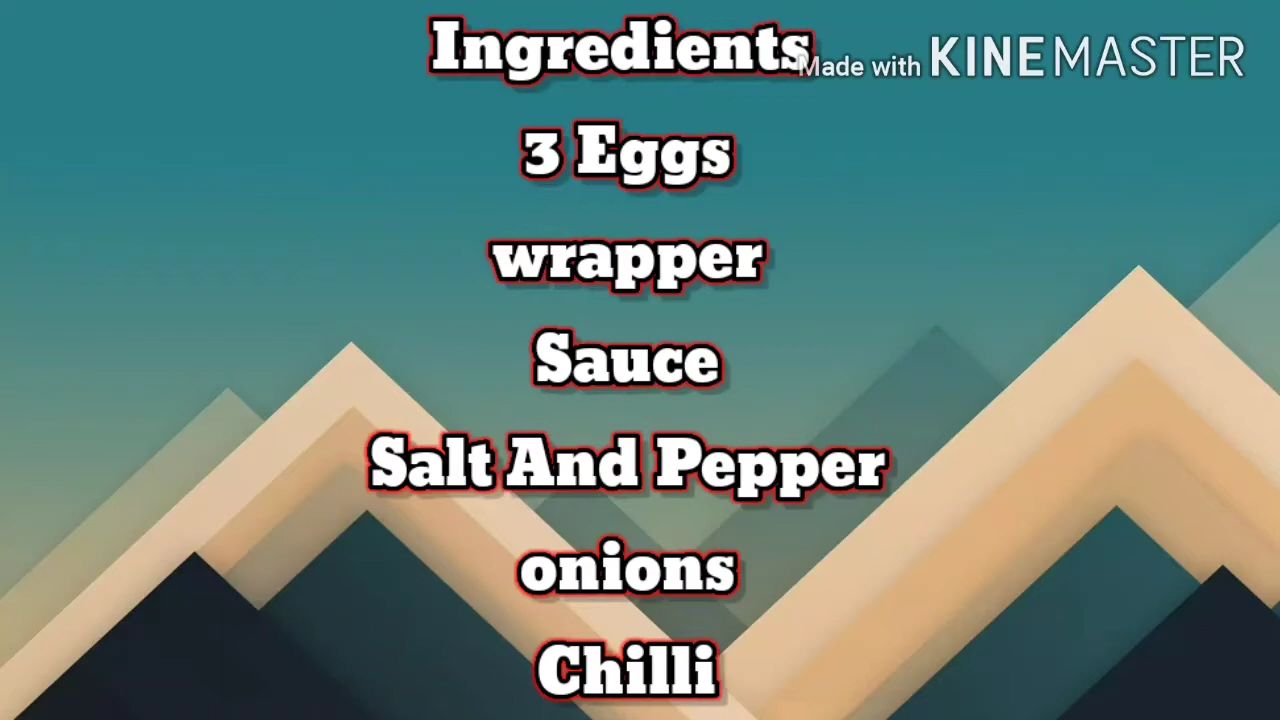 Ingredients
Made with KINEMASTER
3 Eggs
wrapper
Sauce
Salt And Pepper
onions
Chilli